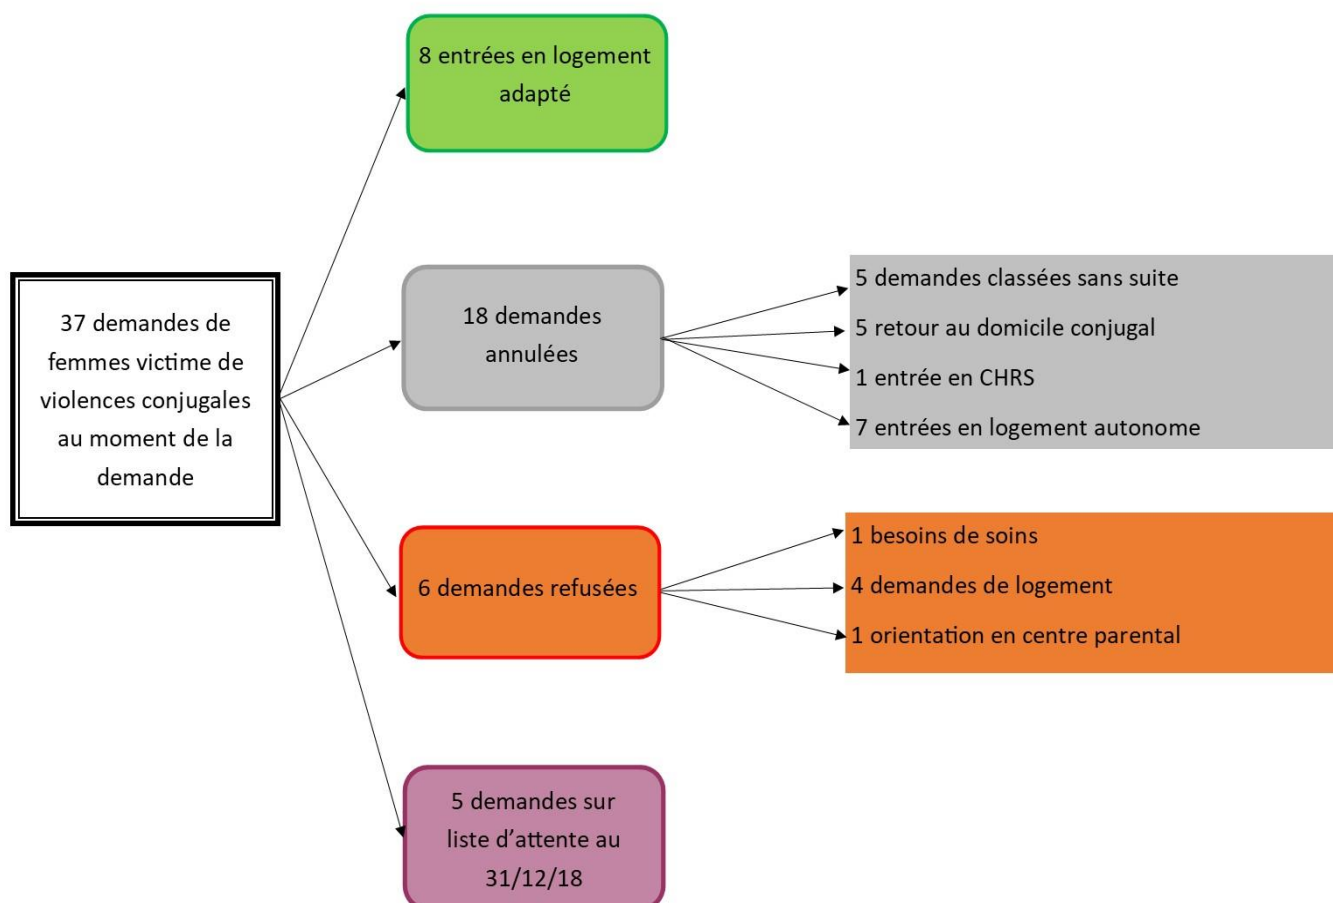 8 entrées en logement
adapté
37 demandes de
femmes victime de
violences conjugales
au moment de la
demande
18 demandes
annulées
5 demandes classées sans suite
5 retour au domicile conjugal
1 entrée en CHRS
7 entrées en logement autonome
6 demandes refusées
1 besoins de soins
4 demandes de logement
1 orientation en centre parental
5 demandes sur
liste d’attente au
31/12/18